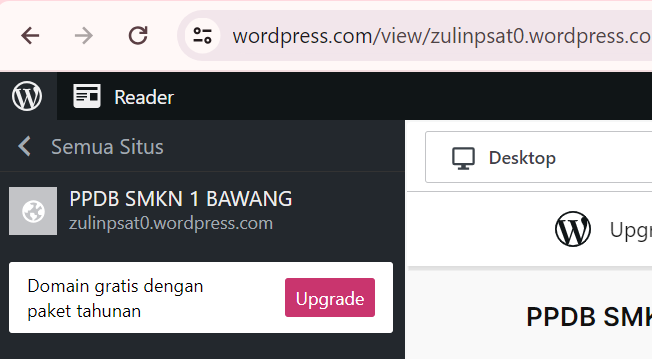 wordpress.com/view/zulinpsat0.wordpress.co
Reader
Semua Situs
Desktop
PPDB SMKN 1 BAWANG
zulinpsat0.wordpress.com
Upgr
Domain gratis dengan
paket tahunan
Upgrade
PPDB SMK